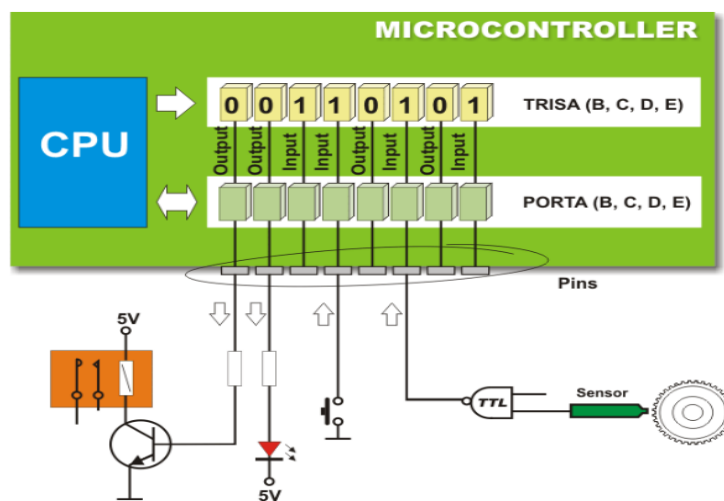 MICROCONTROLLER
CPU
0 0 1 1 0 1 0 1
TRISA (B, C, D, E)
Output
Output
Input
Input
Output
Input
Output
Input
PORTA (B, C, D, E)
Pins
5V
TTL
Sensor
5V